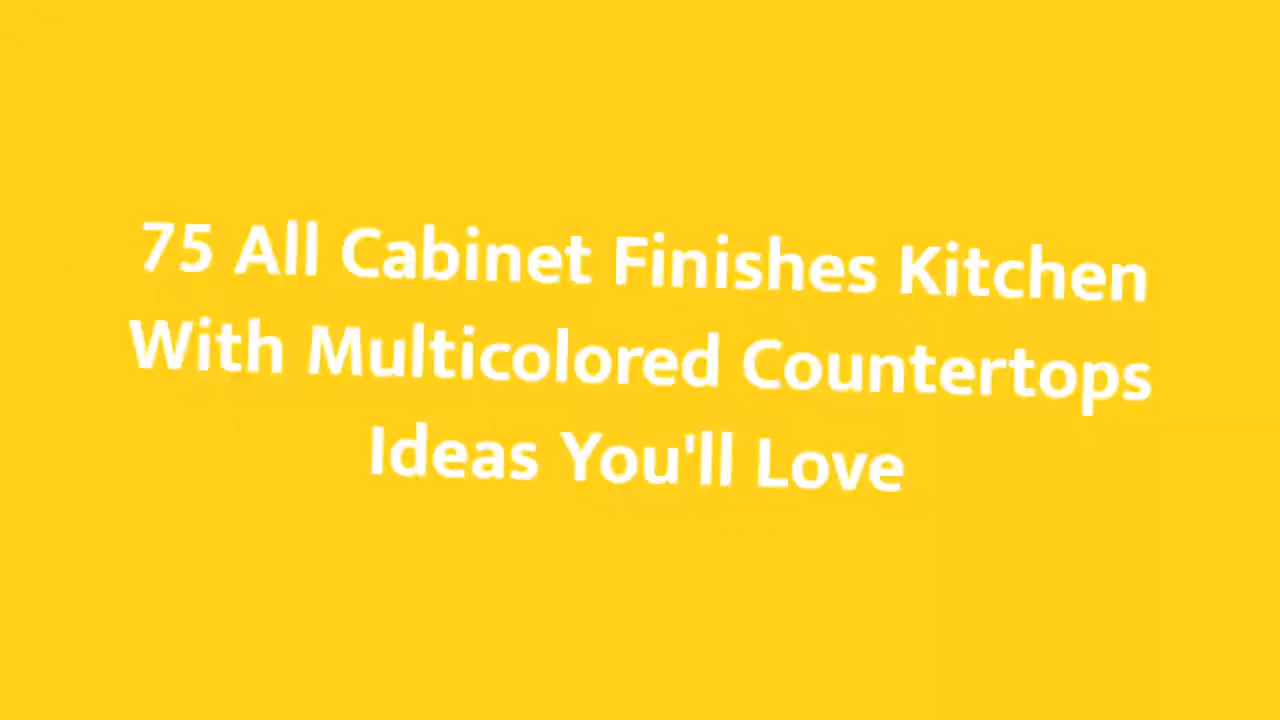 75 All Cabinet Finishes Kitchen
With Multicolored Countertops
Ideas You'll Love